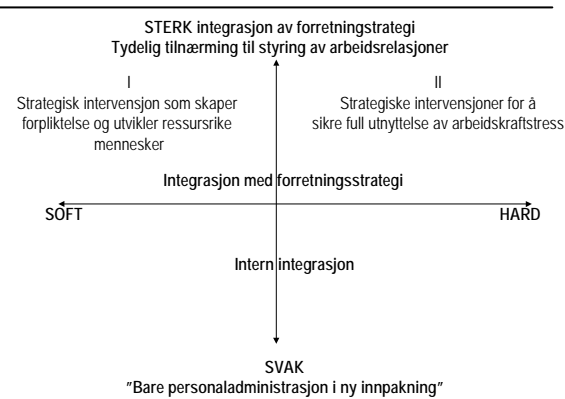 STERK integrasjon av forretningstrategi
Tydelig tilnærming til styring av arbeidsrelasjoner
I
Strategisk intervensjon som skaper
forpliktelse og utvikler ressursrike
mennesker
II
Strategiske intervensjoner for å
sikre full utnyttelse av arbeidskraftstress
Integrasjon med forretningsstrategi
SOFT
HARD
Intern integrasjon
SVAK
"Bare personaladministrasjon i ny innpakning"